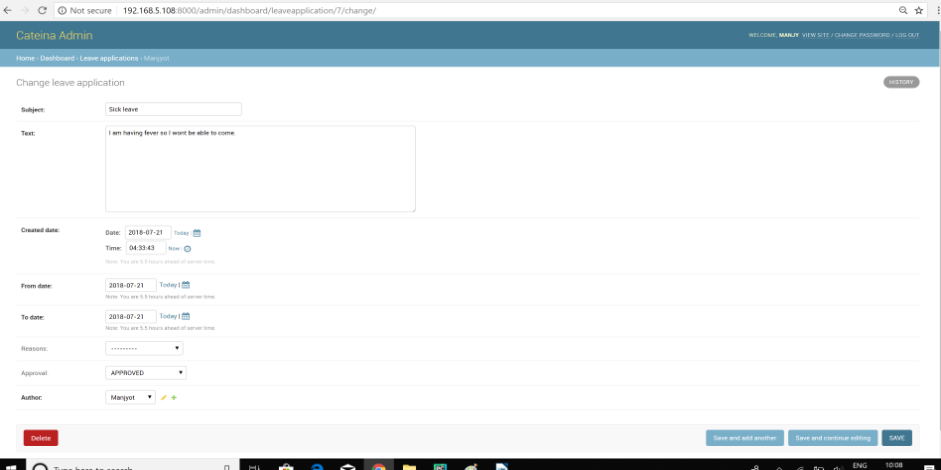 Not secure 192.168.5.108:8000/admin/dashboard/leaveapplication/7/change/
Cateina Admin
WELCOME, MANJY VIEW SITE / CHANGE PASSWORD / LOG OUT
Home › Dashboard › Leave applications › Manjyot
Change leave application
HISTORY
Subject: Sick leave
Text: I am having fever so I wont be able to come.
Created date: Date: 2018-07-21 Today |
Time: 04:33:43 Now |
Note: You are 5.5 hours ahead of server time.
From date: 2018-07-21 Today |
Note: You are 5.5 hours ahead of server time.
To date: 2018-07-21 Today |
Note: You are 5.5 hours ahead of server time.
Reasons: ---------
Approval: APPROVED
Author: Manjyot
Delete Save and add another Save and continue editing SAVE
Type here to search ENG 10:08